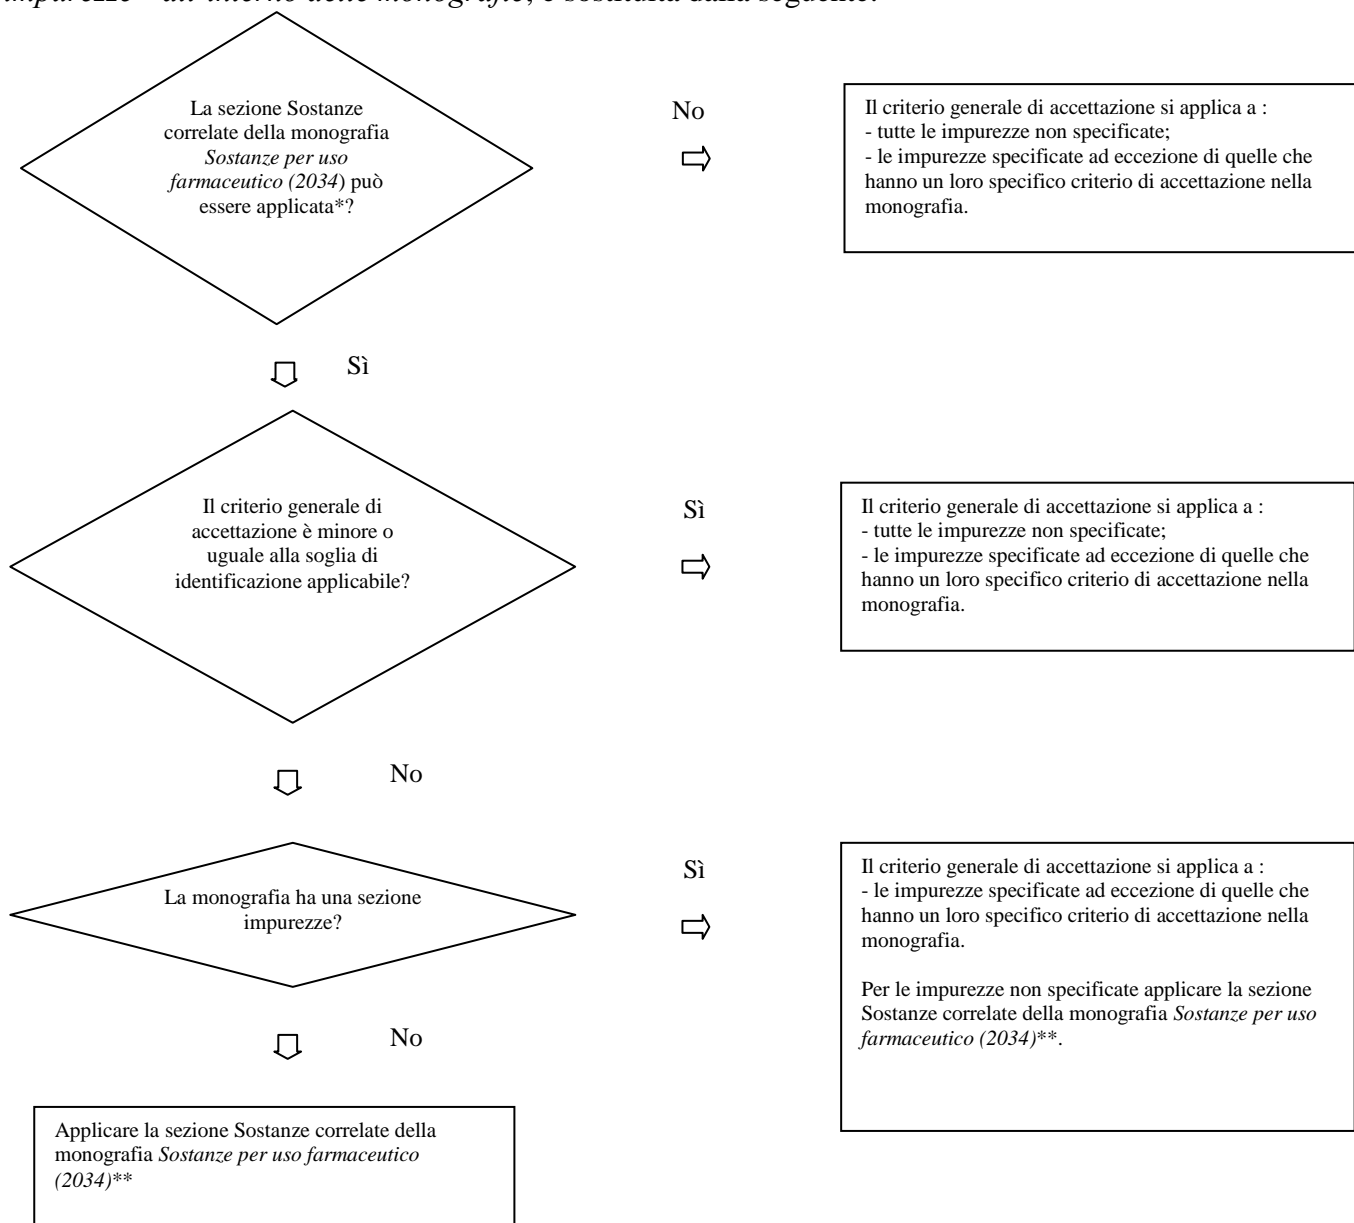 impurezze - all'interno delle monografie, è sostituita dalla seguente:
La sezione Sostanze
correlate della monografia
Sostanze per uso
farmaceutico (2034) può
essere applicata*?
No
Il criterio generale di accettazione si applica a :
- tutte le impurezze non specificate;
- le impurezze specificate ad eccezione di quelle che
hanno un loro specifico criterio di accettazione nella
monografia.
Sì
Il criterio generale di
accettazione è minore o
uguale alla soglia di
identificazione applicabile?
Sì
Il criterio generale di accettazione si applica a :
- tutte le impurezze non specificate;
- le impurezze specificate ad eccezione di quelle che
hanno un loro specifico criterio di accettazione nella
monografia.
No
La monografia ha una sezione
impurezze?
Sì
Il criterio generale di accettazione si applica a :
- le impurezze specificate ad eccezione di quelle che
hanno un loro specifico criterio di accettazione nella
monografia.
Per le impurezze non specificate applicare la sezione
Sostanze correlate della monografia Sostanze per uso
farmaceutico (2034)**.
No
Applicare la sezione Sostanze correlate della
monografia Sostanze per uso farmaceutico
(2034)**